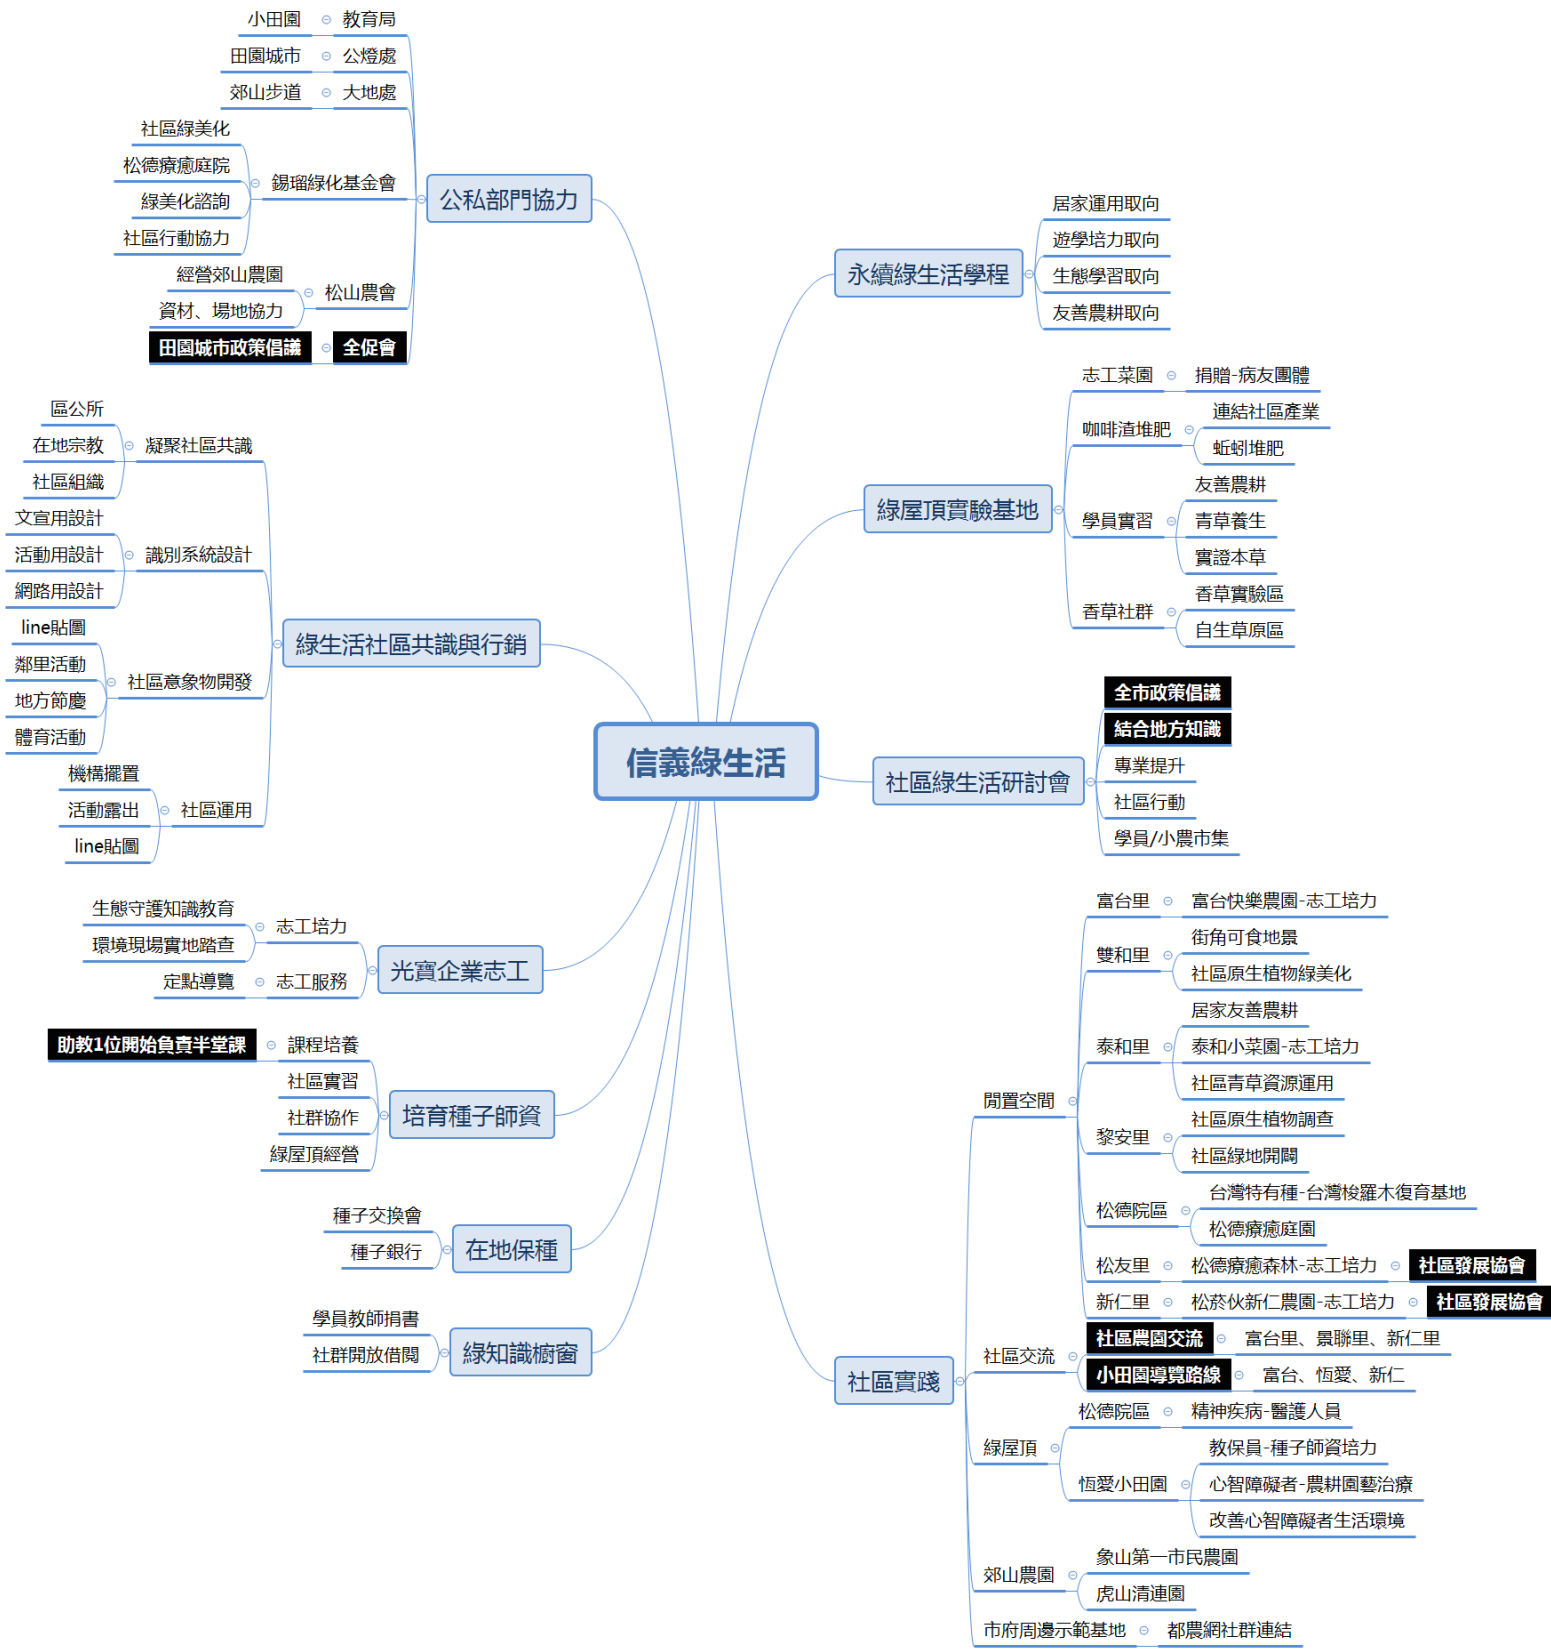 信義綠生活
永續綠生活學程
居家運用取向
遊學培力取向
生態學習取向
友善農耕取向
綠屋頂實驗基地
志工菜園
捐贈-病友團體
咖啡渣堆肥
連結社區產業
蚯蚓堆肥
學員實習
友善農耕
青草養生
實證本草
香草社群
香草實驗區
自生草原區
社區綠生活研討會
全市政策倡議
結合地方知識
專業提升
社區行動
學員/小農市集
社區實踐
閒置空間
富台里
富台快樂農園-志工培力
雙和里
街角可食地景
社區原生植物綠美化
泰和里
居家友善農耕
泰和小菜園-志工培力
社區青草資源運用
黎安里
社區原生植物調查
社區綠地開闢
松德院區
台灣特有種-台灣梭羅木復育基地
松德療癒庭園
松友里
松德療癒森林-志工培力
社區發展協會
新仁里
松菸伙新仁農園-志工培力
社區發展協會
社區交流
社區農園交流
富台里、景聯里、新仁里
小田園導覽路線
富台、恆愛、新仁
綠屋頂
松德院區
精神疾病-醫護人員
恆愛小田園
教保員-種子師資培力
心智障礙者-農耕園藝治療
改善心智障礙者生活環境
郊山農園
象山第一市民農園
虎山清連園
市府周邊示範基地
都農網社群連結
公私部門協力
教育局
小田園
公燈處
田園城市
大地處
郊山步道
錫瑠綠化基金會
社區綠美化
松德療癒庭院
綠美化諮詢
社區行動協力
松山農會
經營郊山農園
資材、場地協力
全促會
田園城市政策倡議
綠生活社區共識與行銷
凝聚社區共識
區公所
在地宗教
社區組織
識別系統設計
文宣用設計
活動用設計
網路用設計
社區意象物開發
line貼圖
鄰里活動
地方節慶
體育活動
社區運用
機構擺置
活動露出
line貼圖
光寶企業志工
志工培力
生態守護知識教育
環境現場實地踏查
志工服務
定點導覽
培育種子師資
課程培養
助教1位開始負責半堂課
社區實習
社群協作
綠屋頂經營
在地保種
種子交換會
種子銀行
綠知識櫥窗
學員教師捐書
社群開放借閱